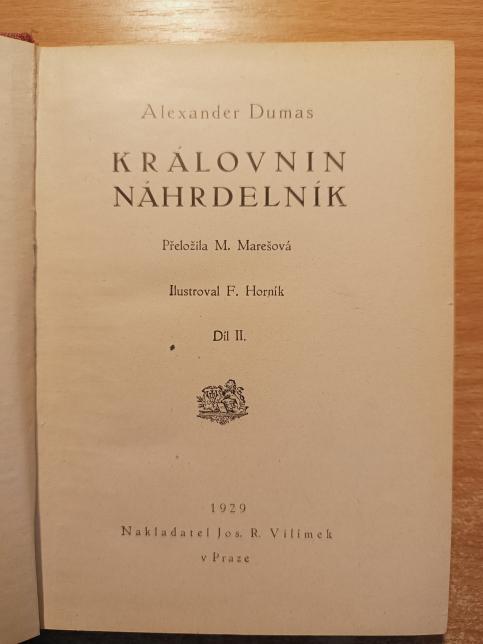 Alexander Dumas
KRÁLOVNIN
NÁHRDELNÍK
Přeložila M. Marešová
Ilustroval F. Horník
Díl II.
1929
Nakladatel Jos. R. Vilímek
v Praze